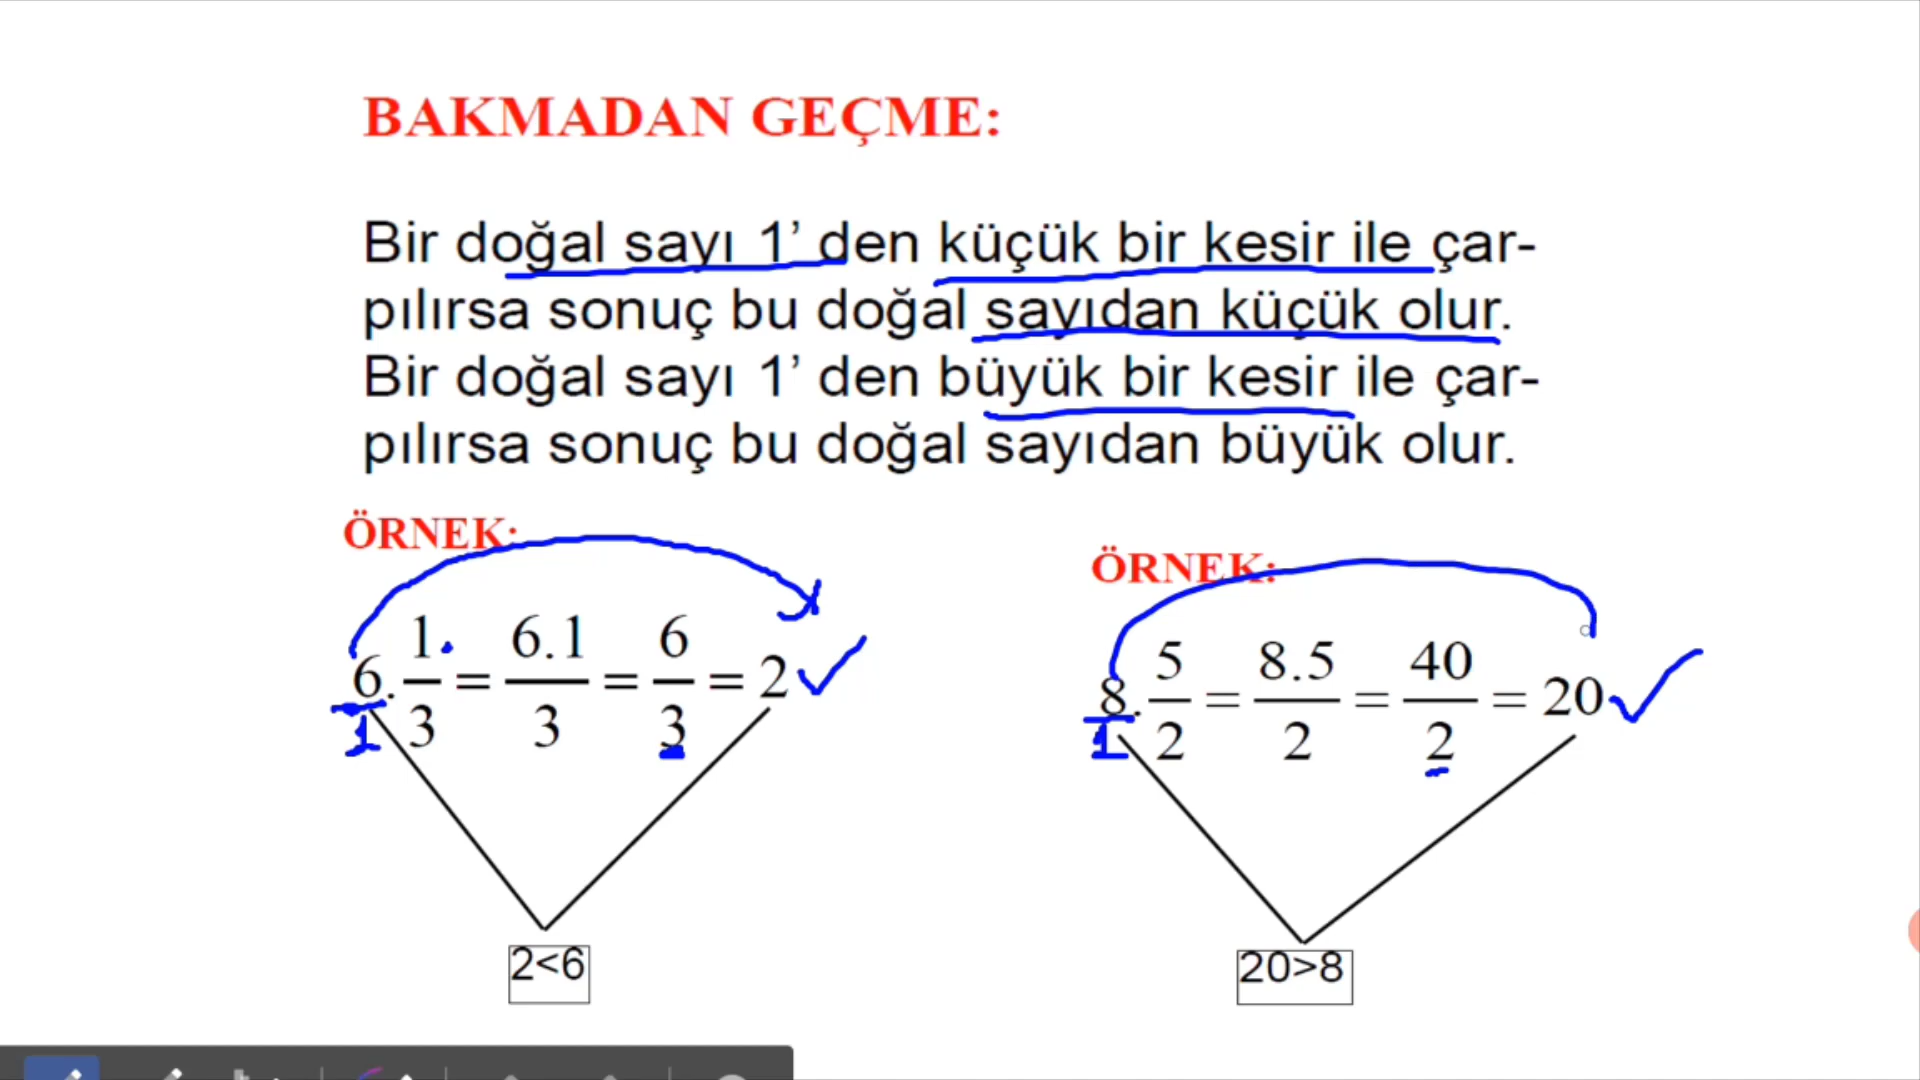 BAKMADAN GEÇME:
Bir doğal sayı 1’ den küçük bir kesir ile çar-
pılırsa sonuç bu doğal sayıdan küçük olur.
Bir doğal sayı 1’ den büyük bir kesir ile çar-
pılırsa sonuç bu doğal sayıdan büyük olur.
ÖRNEK:
6/1 . 1/3 = 6.1/3 = 6/3 = 2
2<6
ÖRNEK:
8/1 . 5/2 = 8.5/2 = 40/2 = 20
20>8